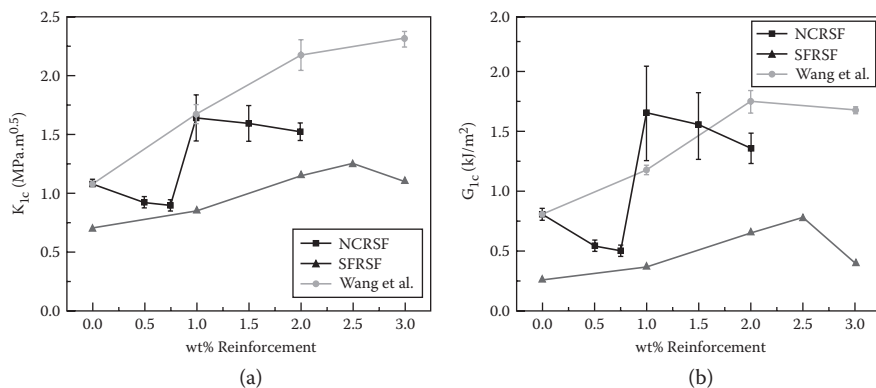 2.5
2.0
1.5
1.0
0.5
0.0
K1c (MPa.m0.5)
NCRSF
SFRSF
Wang et al.
0.0 0.5 1.0 1.5 2.0 2.5 3.0
wt% Reinforcement
(a)
2.0
2.0
1.5
1.0
0.5
0.0
G1c (kJ/m2)
NCRSF
SFRSF
Wang et al.
0.0 0.5 1.0 1.5 2.0 2.5 3.0
wt% Reinforcement
(b)